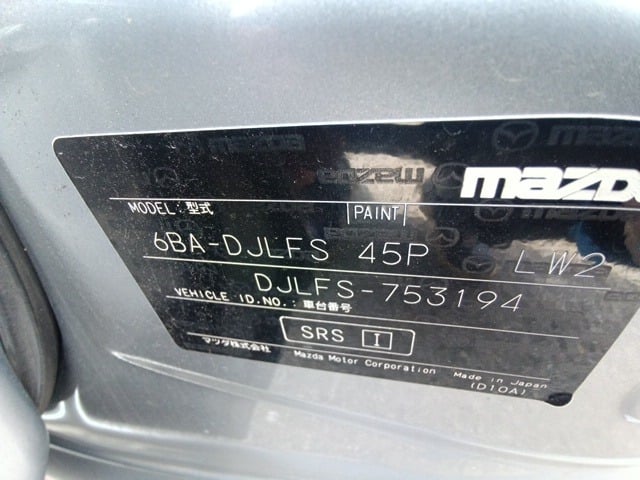 mazda
MODEL:型式 PAINT
6BA-DJLFS 45P LW2
DJLFS-753194
VEHICLE ID.NO.:車台番号
SRS I
マツダ株式会社 Mazda Motor Corporation Made in Japan
(D10A)